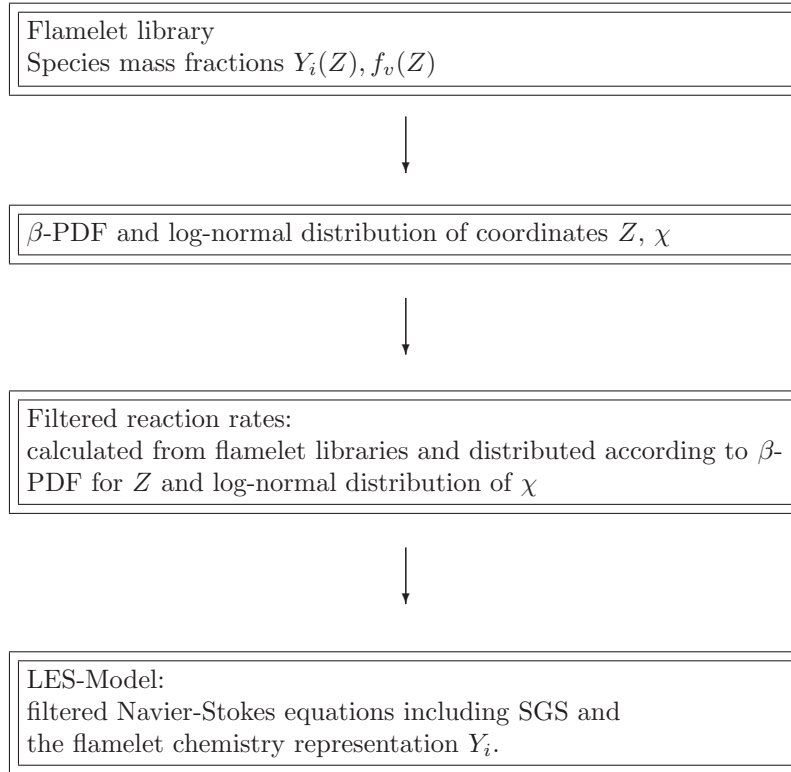 Flamelet library
Species mass fractions Y_i(Z), f_v(Z)
β-PDF and log-normal distribution of coordinates Z, χ
Filtered reaction rates:
calculated from flamelet libraries and distributed according to β-
PDF for Z and log-normal distribution of χ
LES-Model:
filtered Navier-Stokes equations including SGS and
the flamelet chemistry representation Y_i.